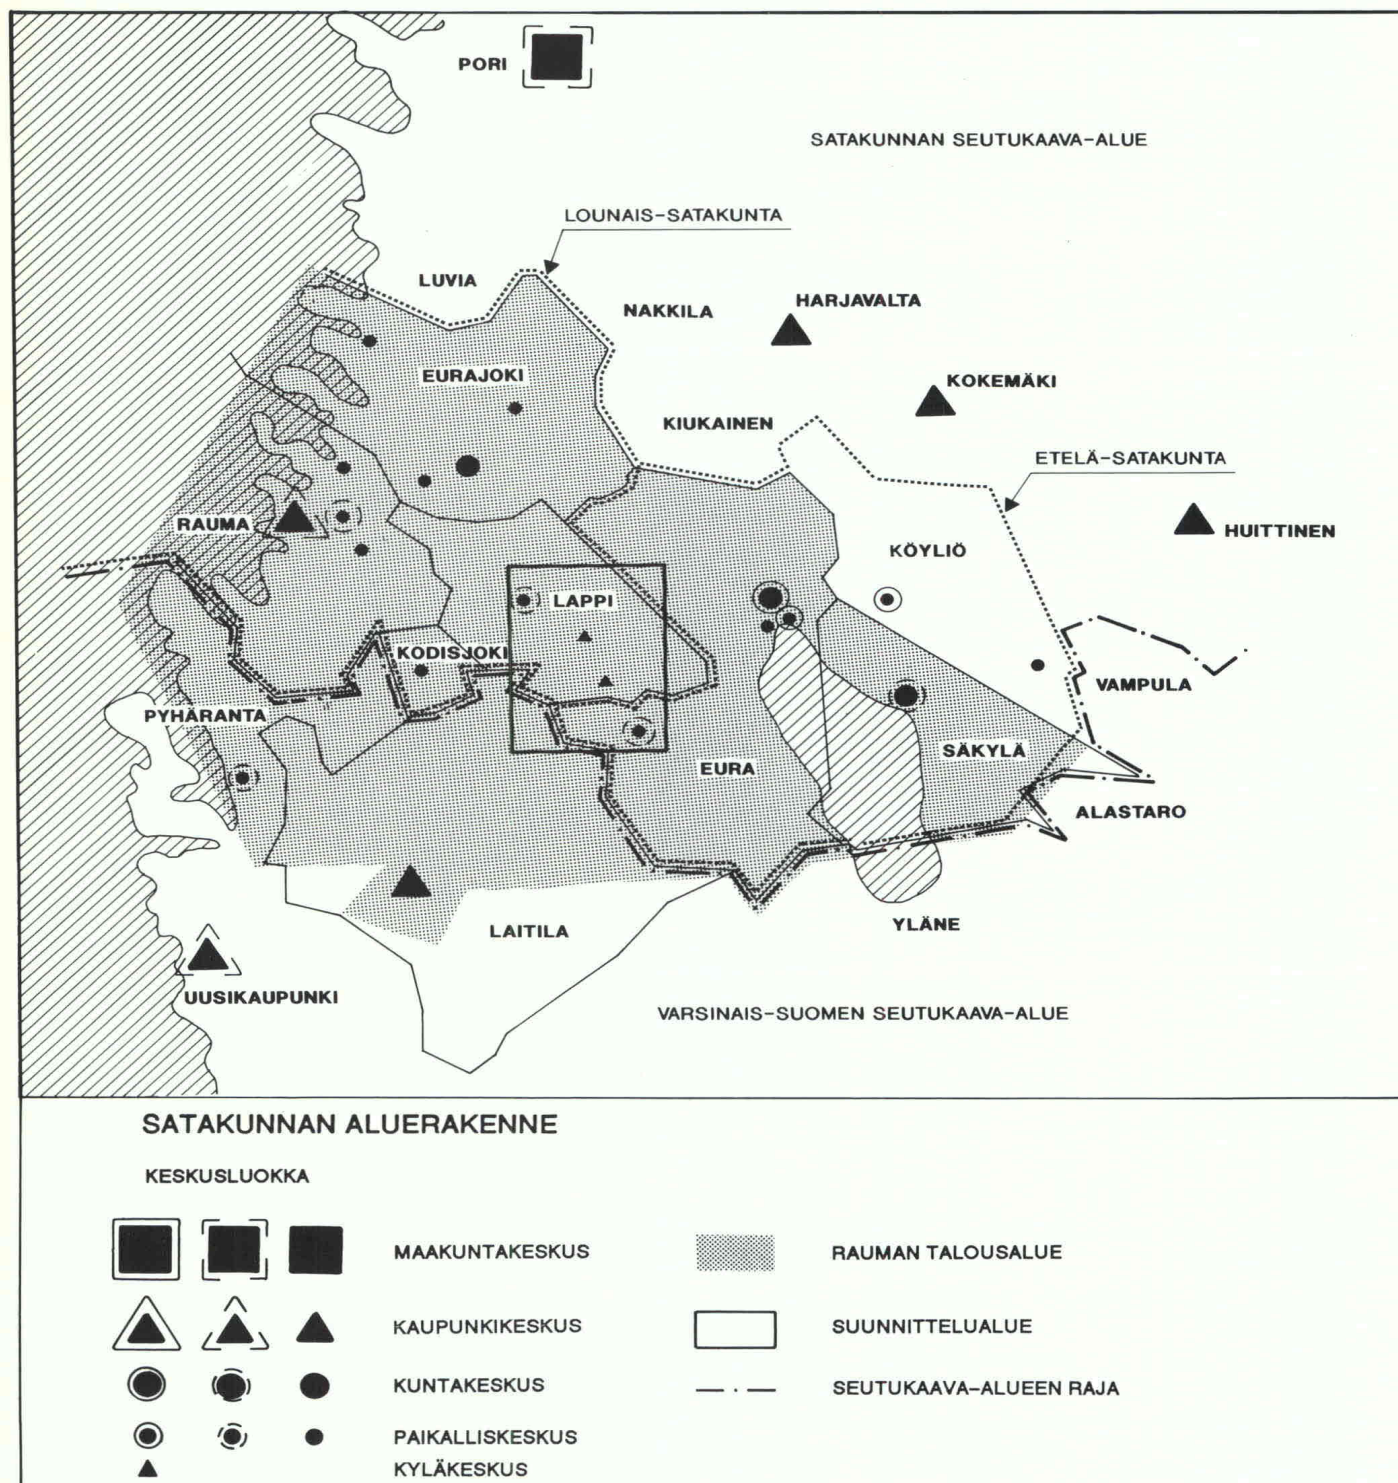 PORI
SATAKUNNAN SEUTUKAAVA-ALUE
LOUNAIS-SATAKUNTA
LUVIA
NAKKILA
HARJAVALTA
EURAJOKI
KOKEMÄKI
KIUKAINEN
ETELÄ-SATAKUNTA
RAUMA
HUITTINEN
KÖYLIÖ
LAPPI
KODISJOKI
VAMPULA
PYHÄRANTA
SÄKYLÄ
EURA
ALASTARO
YLÄNE
LAITILA
UUSIKAUPUNKI
VARSINAIS-SUOMEN SEUTUKAAVA-ALUE
SATAKUNNAN ALUERAKENNE
KESKUSLUOKKA
MAAKUNTAKESKUS
RAUMAN TALOUSALUE
KAUPUNKIKESKUS
SUUNNITTELUALUE
KUNTAKESKUS
SEUTUKAAVA-ALUEEN RAJA
PAIKALLISKESKUS
KYLÄKESKUS